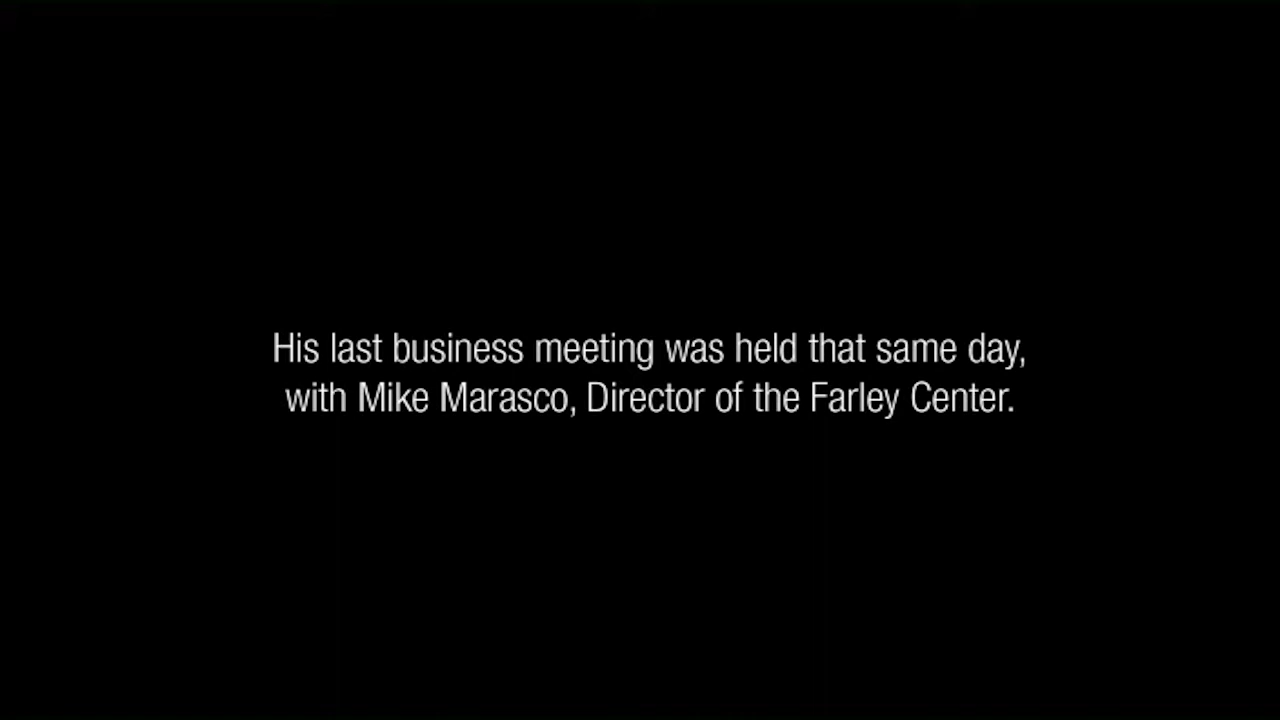 His last business meeting was held that same day,
with Mike Marasco, Director of the Farley Center.